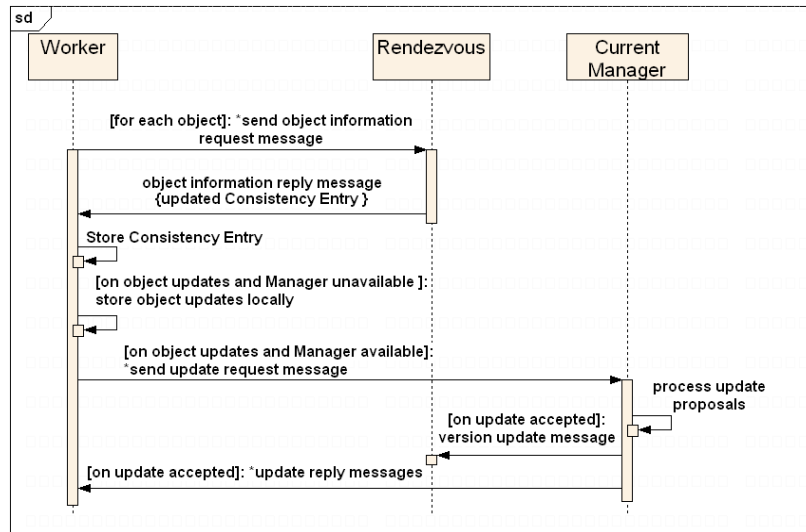 sd
Worker
Rendezvous
Current
Manager
[for each object]: *send object information
request message
object information reply message
{updated Consistency Entry }
Store Consistency Entry
[on object updates and Manager unavailable ]:
store object updates locally
[on object updates and Manager available]:
*send update request message
process update
proposals
[on update accepted]:
version update message
[on update accepted]: *update reply messages